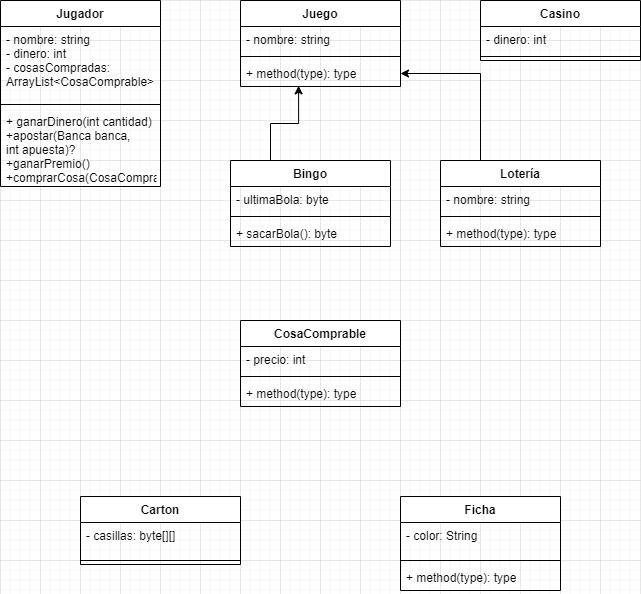 Jugador
- nombre: string
- dinero: int
- cosasCompradas:
ArrayList<CosaComprable>
+ ganarDinero(int cantidad)
+apostar(Banca banca,
int apuesta)?
+ganarPremio()
+comprarCosa(CosaCompra
Juego
- nombre: string
+ method(type): type
Casino
- dinero: int
Bingo
- ultimaBola: byte
+ sacarBola(): byte
Lotería
- nombre: string
+ method(type): type
CosaComprable
- precio: int
+ method(type): type
Carton
- casillas: byte[][]
Ficha
- color: String
+ method(type): type